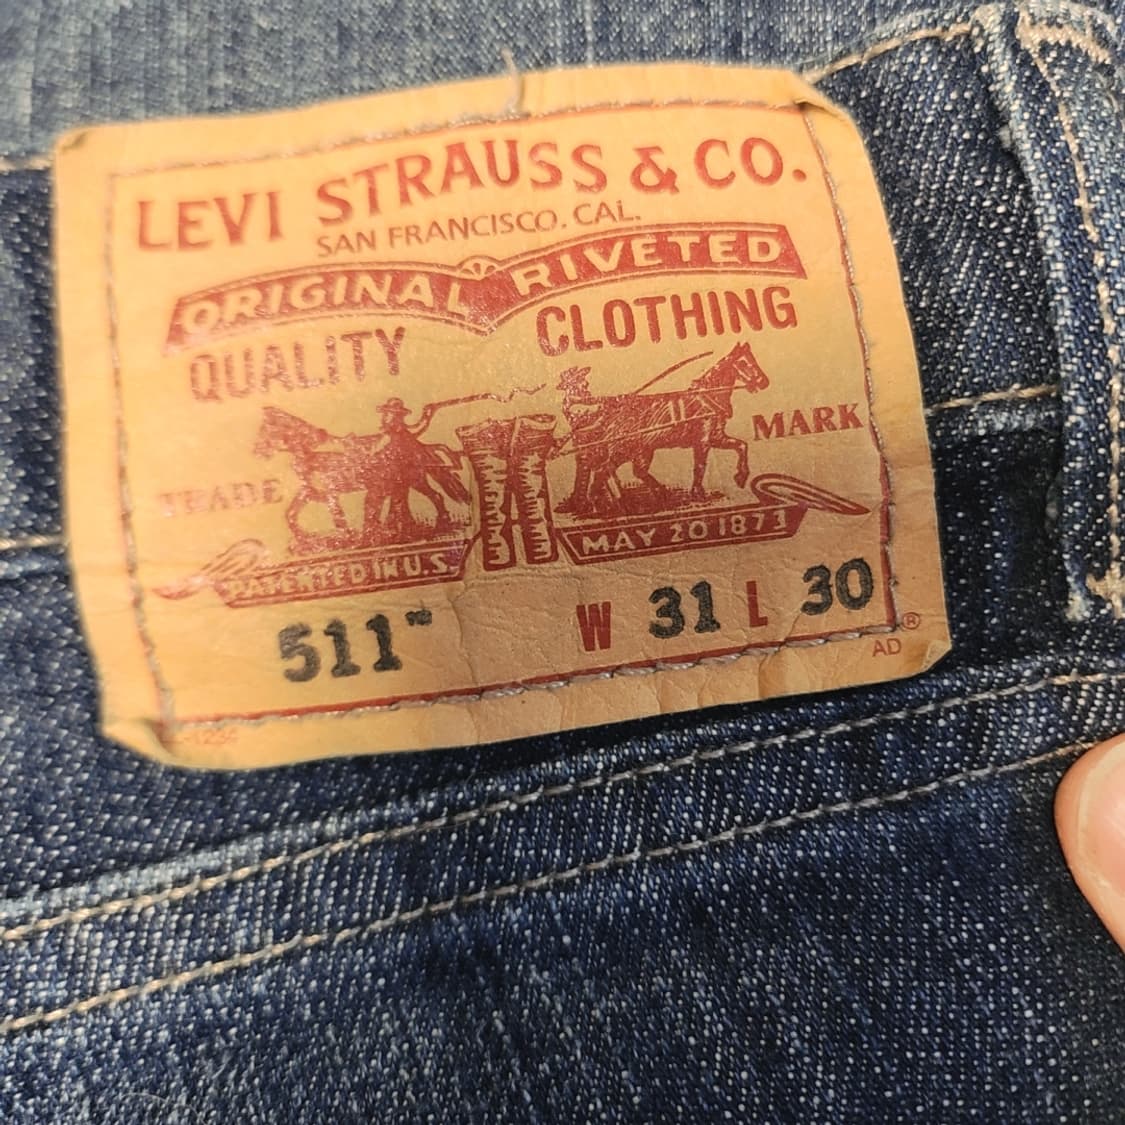 LEVI STRAUSS & CO.
SAN FRANCISCO, CAL.
ORIGINAL RIVETED
QUALITY CLOTHING
TRADE MARK
PATENTED IN U.S. MAY 20 1873
511™ W 31 L 30
®
AD